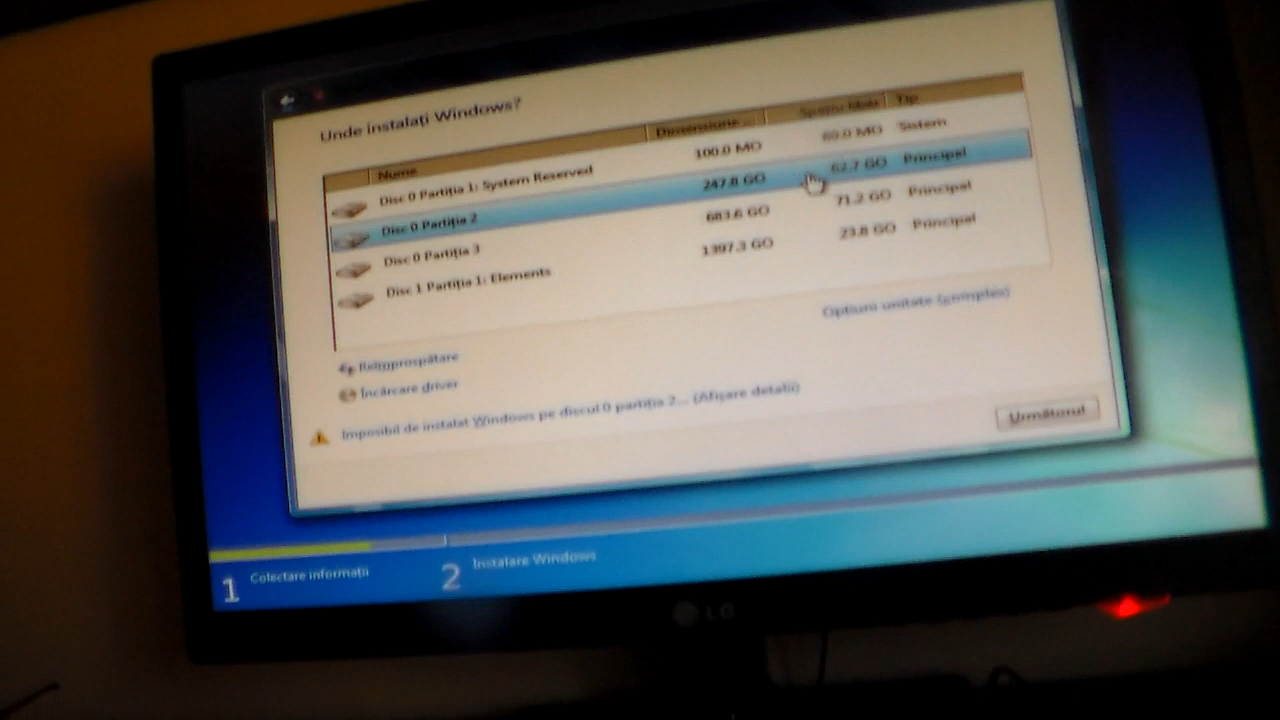 Unde instalați Windows?
Nume Dimensiune... Spațiu liber Tip
Disc 0 Partiția 1: System Reserved 100.0 MO 69.0 MO Sistem
Disc 0 Partiția 2 247.8 GO 62.7 GO Principal
Disc 0 Partiția 3 683.6 GO 71.2 GO Principal
Disc 1 Partiția 1: Elements 1397.3 GO 23.8 GO Principal
Opțiuni unitate (complex)
Reîmprospătare
Încărcare driver
Imposibil de instalat Windows pe discul 0 partiția 2... (Afișare detalii)
Următorul
1 Colectare informații
2 Instalare Windows
LG